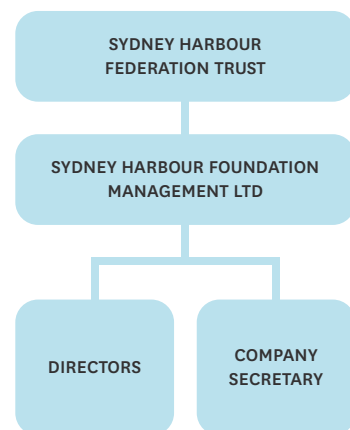 SYDNEY HARBOUR
FEDERATION TRUST
SYDNEY HARBOUR FOUNDATION
MANAGEMENT LTD
DIRECTORS
COMPANY
SECRETARY